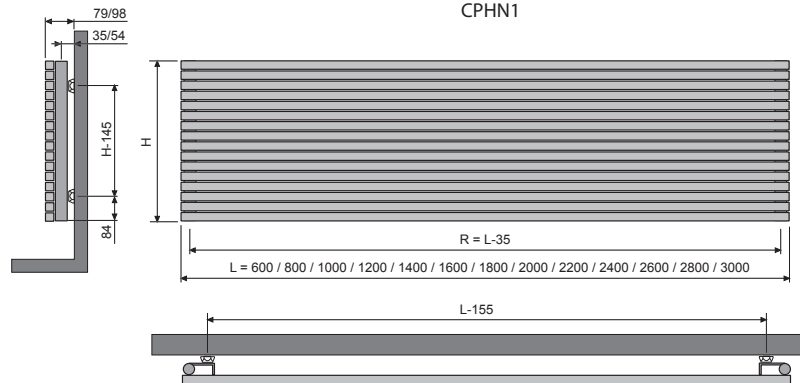 CPHN1
79/98
35/54
H-145
H
84
R = L-35
L = 600 / 800 / 1000 / 1200 / 1400 / 1600 / 1800 / 2000 / 2200 / 2400 / 2600 / 2800 / 3000
L-155